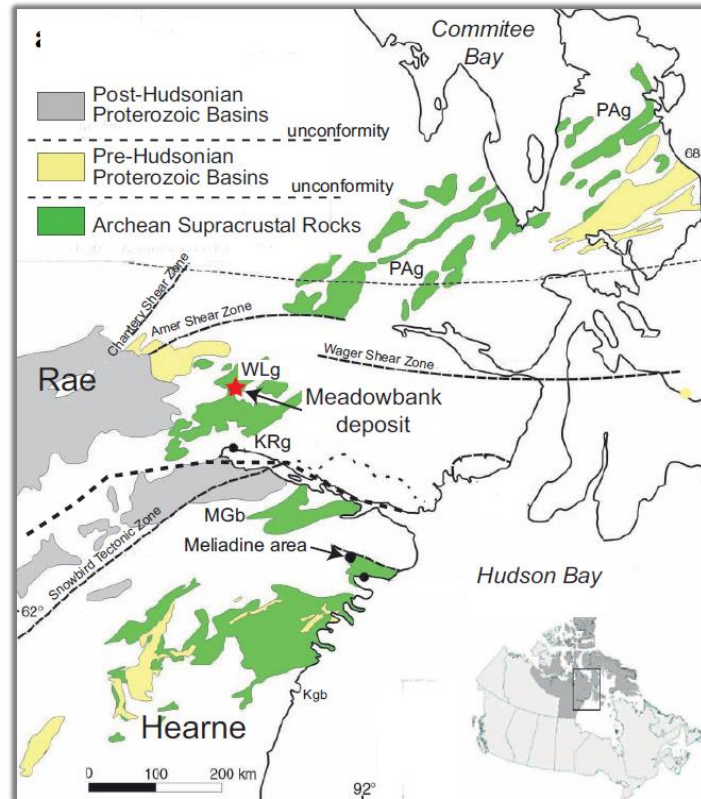 Commitee
Bay
Post-Hudsonian
Proterozoic Basins
unconformity
Pre-Hudsonian
Proterozoic Basins
unconformity
Archean Supracrustal Rocks
PAg
68
PAg
Chantery Shear Zone
Amer Shear Zone
Wager Shear Zone
Rae
WLg
Meadowbank
deposit
KRg
MGb
Snowbird Tectonic Zone
Meliadine area
Hudson Bay
62°
Kgb
Hearne
0 100 200 km
92°